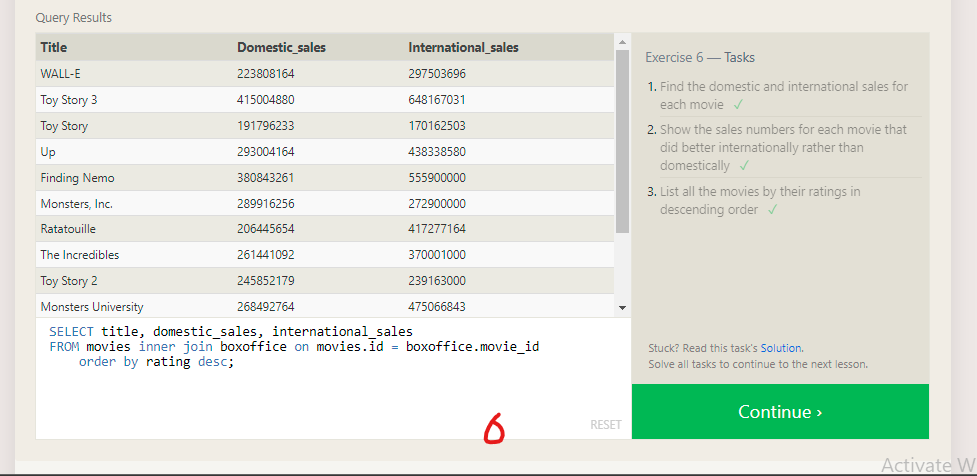 Query Results
Title Domestic_sales International_sales
WALL-E 223808164 297503696
Toy Story 3 415004880 648167031
Toy Story 191796233 170162503
Up 293004164 438338580
Finding Nemo 380843261 555900000
Monsters, Inc. 289916256 272900000
Ratatouille 206445654 417277164
The Incredibles 261441092 370001000
Toy Story 2 245852179 239163000
Monsters University 268492764 475066843
SELECT title, domestic_sales, international_sales
FROM movies inner join boxoffice on movies.id = boxoffice.movie_id
order by rating desc;
RESET
6
Exercise 6 — Tasks
1. Find the domestic and international sales for
each movie ✓
2. Show the sales numbers for each movie that
did better internationally rather than
domestically ✓
3. List all the movies by their ratings in
descending order ✓
Stuck? Read this task's Solution.
Solve all tasks to continue to the next lesson.
Continue ›
Activate W